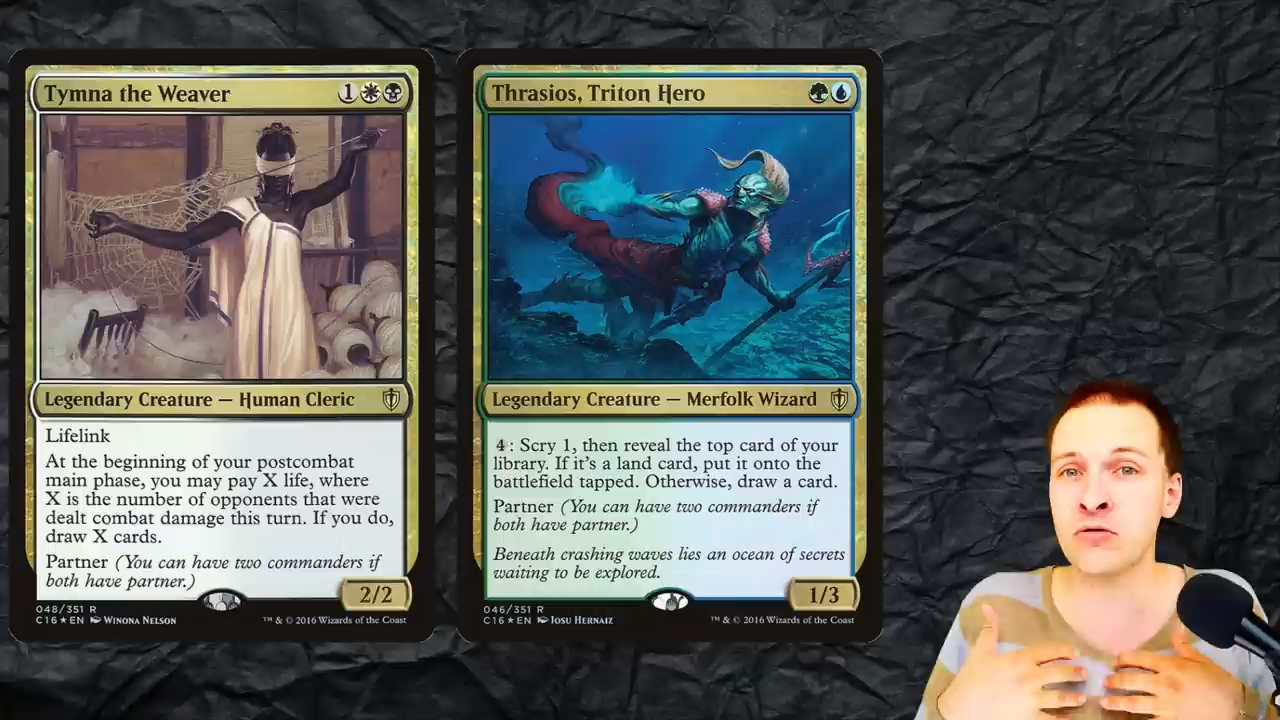 Tymna the Weaver 1
Legendary Creature — Human Cleric
Lifelink
At the beginning of your postcombat
main phase, you may pay X life, where
X is the number of opponents that were
dealt combat damage this turn. If you do,
draw X cards.
Partner (You can have two commanders if
both have partner.)
2/2
048/351 R
C16★EN Winona Nelson
™ & © 2016 Wizards of the Coast
Thrasios, Triton Hero
Legendary Creature — Merfolk Wizard
4: Scry 1, then reveal the top card of your
library. If it's a land card, put it onto the
battlefield tapped. Otherwise, draw a card.
Partner (You can have two commanders if
both have partner.)
Beneath crashing waves lies an ocean of secrets
waiting to be explored.
1/3
046/351 R
C16★EN Josu Hernaiz
™ & © 2016 Wizards of the Coast